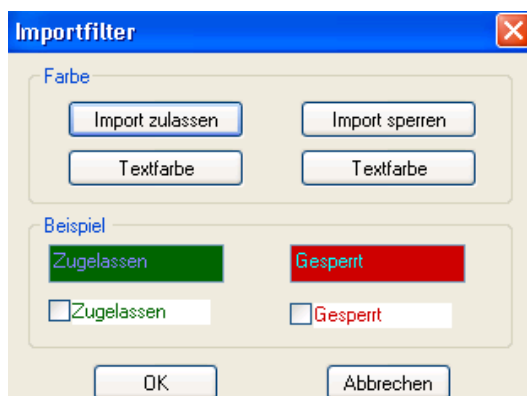 Importfilter
Farbe
Import zulassen
Import sperren
Textfarbe
Textfarbe
Beispiel
Zugelassen
Gesperrt
Zugelassen
Gesperrt
OK
Abbrechen